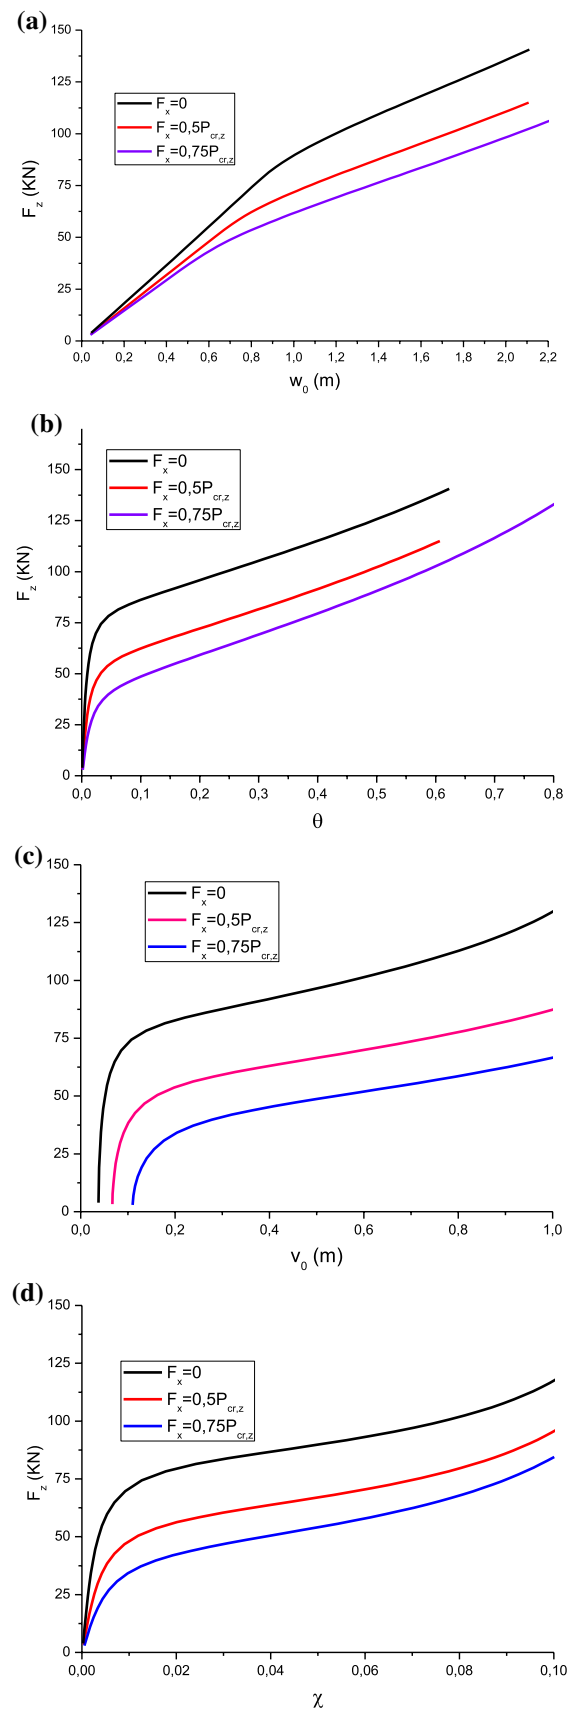 (a)
150
125
100
75
50
25
0
F_z (KN)
F_x=0
F_x=0,5P_cr,z
F_x=0,75P_cr,z
0,0 0,2 0,4 0,6 0,8 1,0 1,2 1,4 1,6 1,8 2,0 2,2
w_0 (m)
(b)
150
125
100
75
50
25
0
F_z (KN)
F_x=0
F_x=0,5P_cr,z
F_x=0,75P_cr,z
0,0 0,1 0,2 0,3 0,4 0,5 0,6 0,7 0,8
θ
(c)
150
125
100
75
50
25
0
F_z (KN)
F_x=0
F_x=0,5P_cr,z
F_x=0,75P_cr,z
0,0 0,2 0,4 0,6 0,8 1,0
v_0 (m)
(d)
150
125
100
75
50
25
0
F_z (KN)
F_x=0
F_x=0,5P_cr,z
F_x=0,75P_cr,z
0,00 0,02 0,04 0,06 0,08 0,10
χ